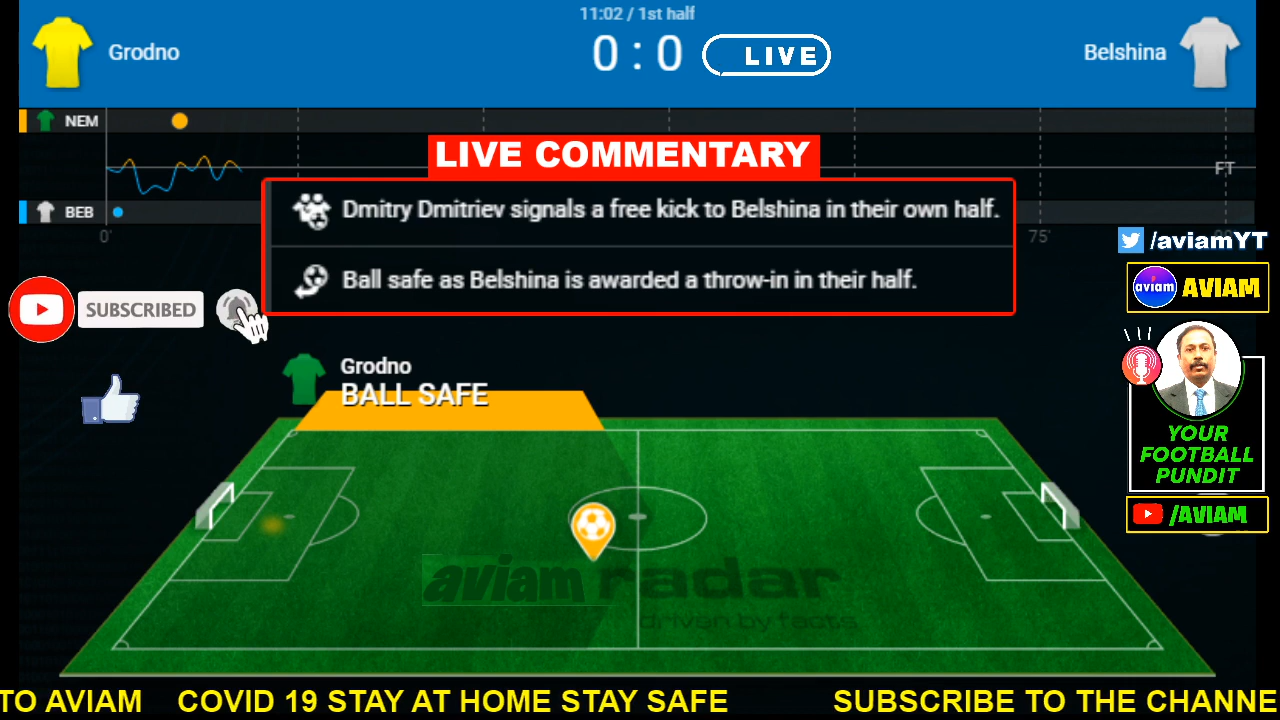 11:02 / 1st half
Grodno
0 : 0
LIVE
Belshina
NEM
LIVE COMMENTARY
FT
Dmitry Dmitriev signals a free kick to Belshina in their own half.
BEB
0'
75'
/aviamYT
Ball safe as Belshina is awarded a throw-in in their half.
aviam
AVIAM
SUBSCRIBED
Grodno
BALL SAFE
YOUR
FOOTBALL
PUNDIT
/AVIAM
aviam radar
driven by facts
TO AVIAM COVID 19 STAY AT HOME STAY SAFE SUBSCRIBE TO THE CHANNE